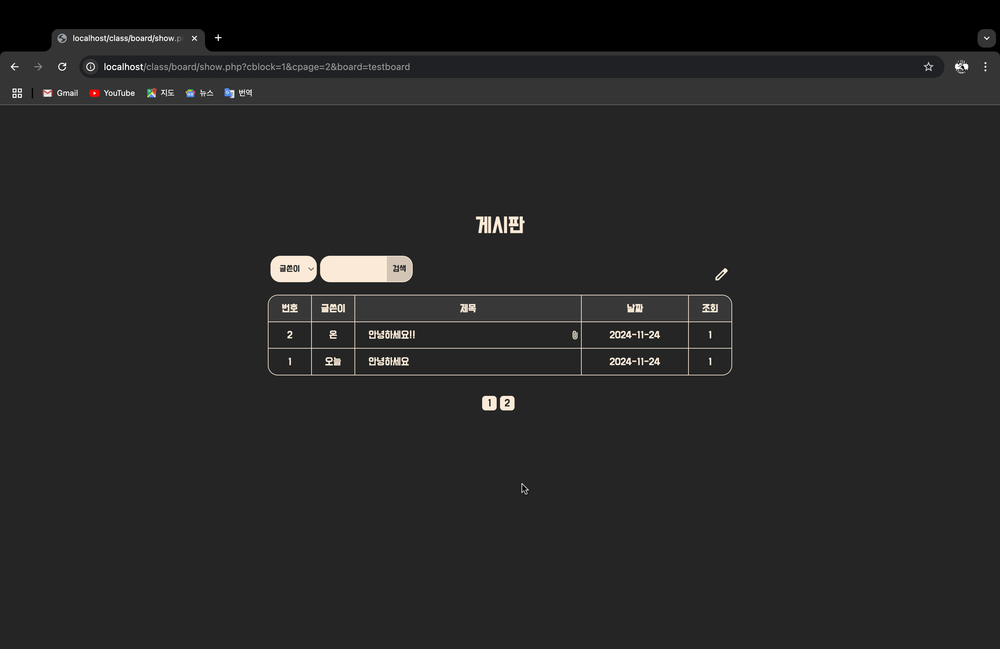 localhost/class/board/show.p
localhost/class/board/show.php?cblock=1&cpage=2&board=testboard
Gmail YouTube 지도 뉴스 번역
게시판
글쓴이 검색
번호 글쓴이 제목 날짜 조회
2 온 안녕하세요!! 2024-11-24 1
1 오늘 안녕하세요 2024-11-24 1
1 2